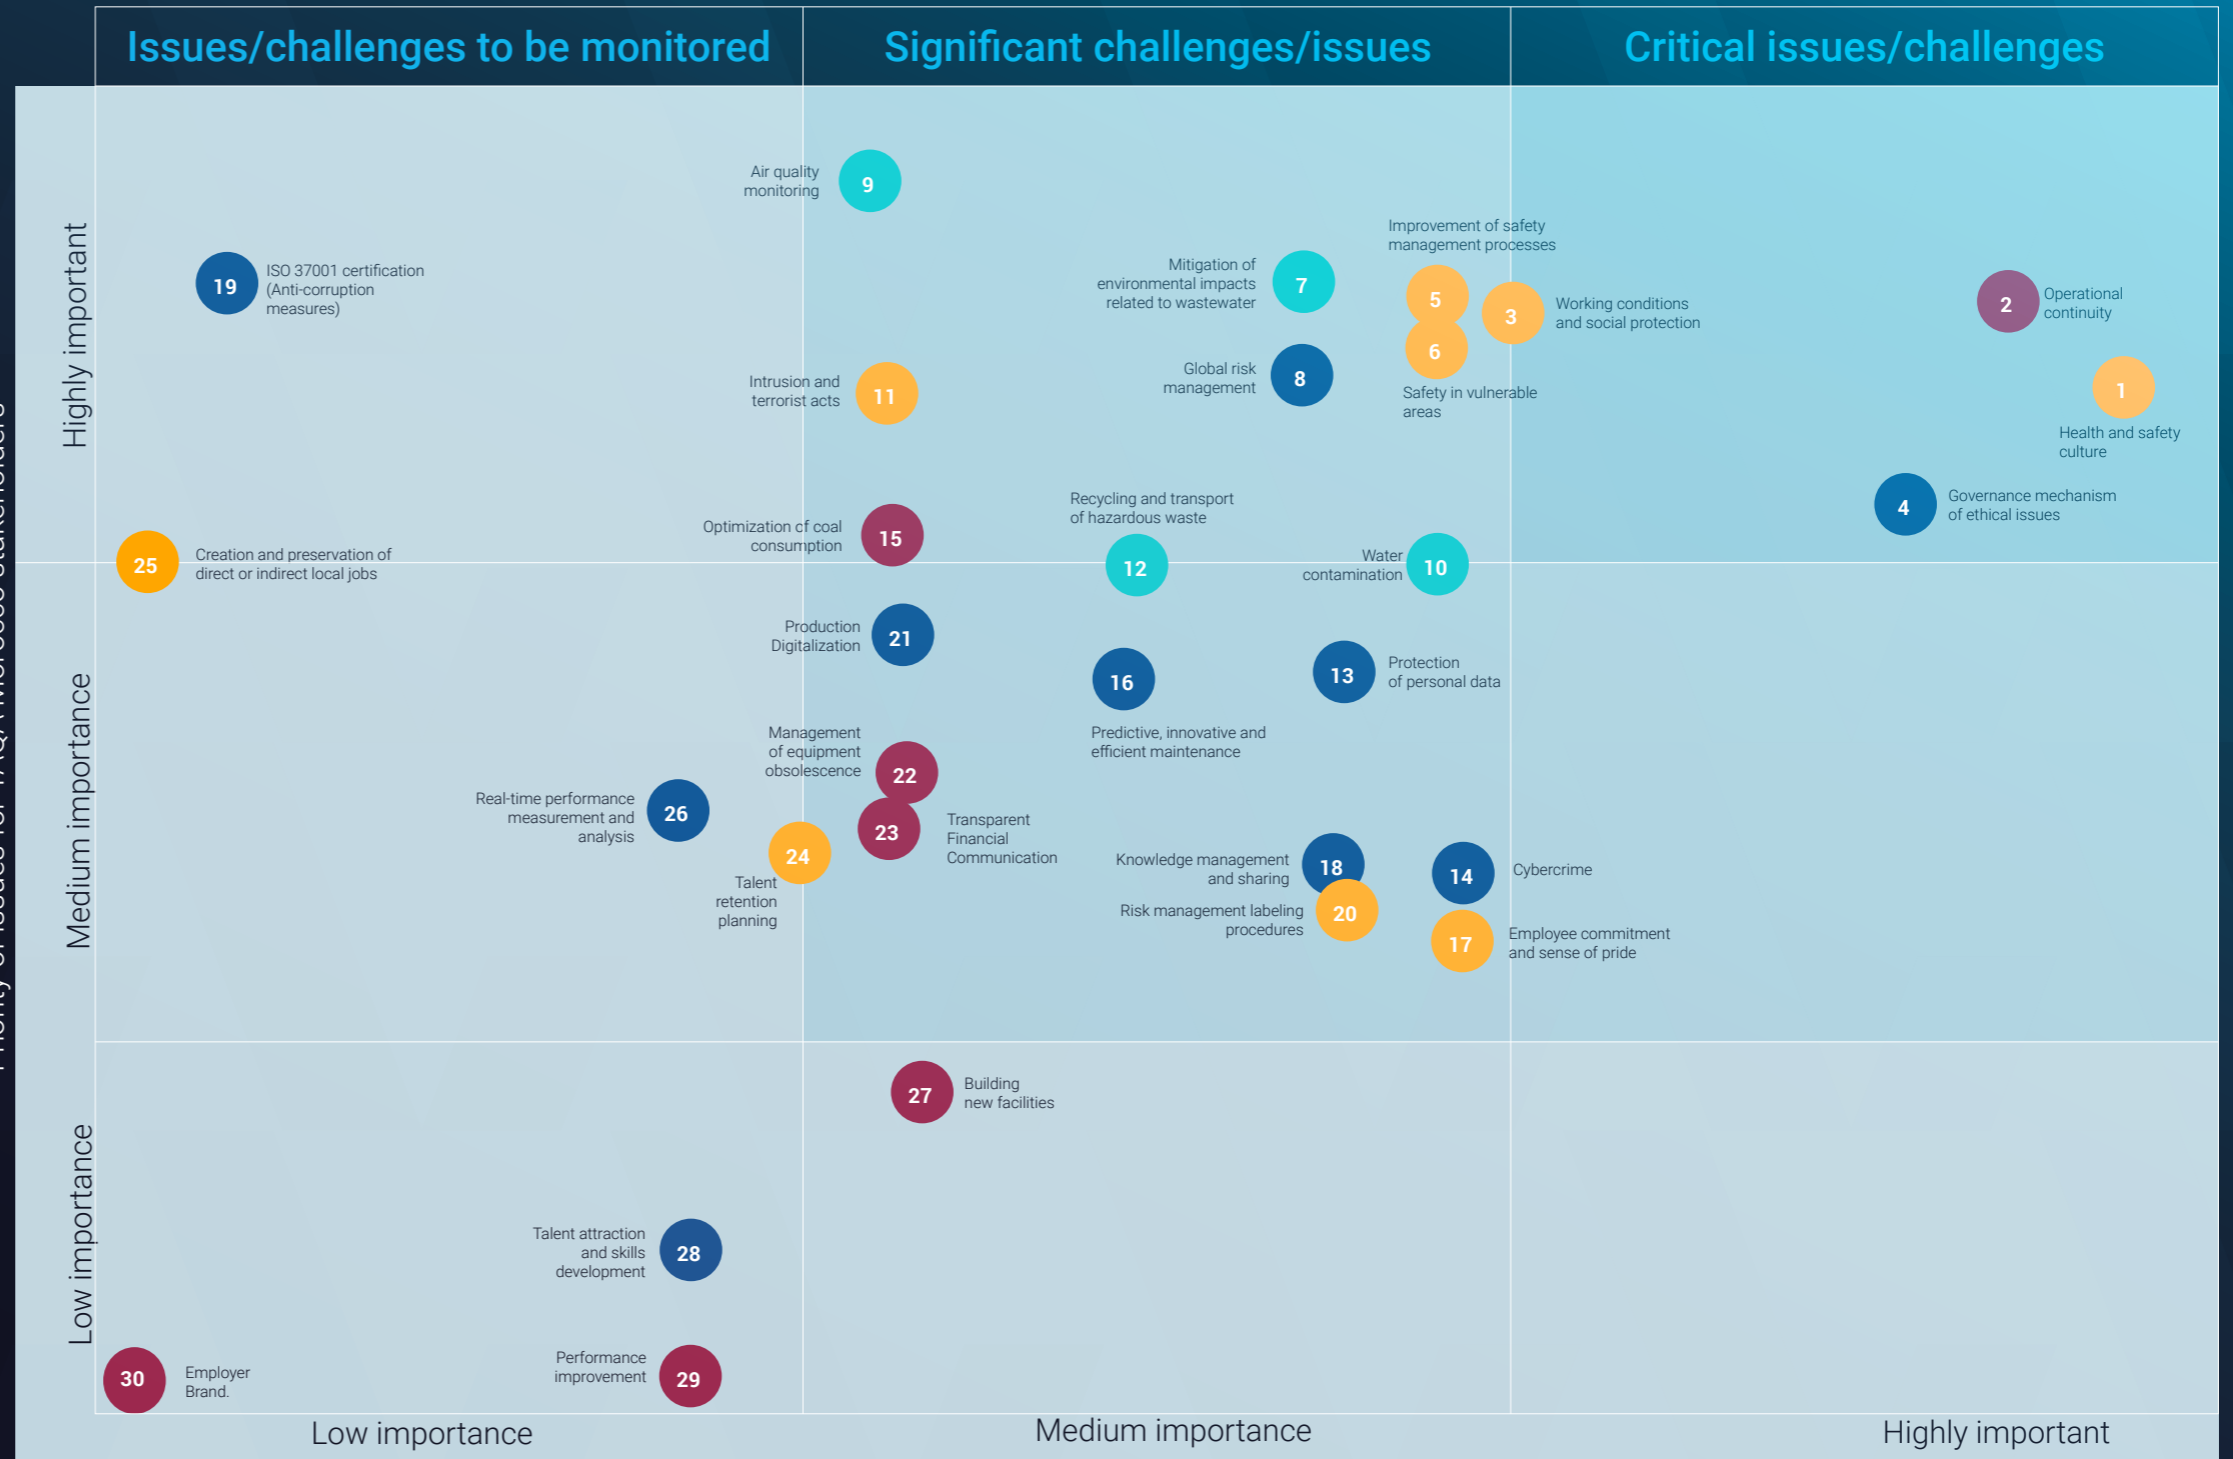 Issues/challenges to be monitored
Significant challenges/issues
Critical issues/challenges
Highly important
Medium importance
Low importance
Air quality
monitoring
9
19
ISO 37001 certification
(Anti-corruption
measures)
Mitigation of
environmental impacts
related to wastewater
7
Improvement of safety
management processes
5
3
Working conditions
and social protection
6
Safety in vulnerable
areas
2
Operational
continuity
Global risk
management
8
Intrusion and
terrorist acts
11
1
Health and safety
culture
4
Governance mechanism
of ethical issues
Optimization of coal
consumption
15
Recycling and transport
of hazardous waste
12
Water
contamination
10
25
Creation and preservation of
direct or indirect local jobs
Production
Digitalization
21
16
Predictive, innovative and
efficient maintenance
13
Protection
of personal data
Management
of equipment
obsolescence
22
Real-time performance
measurement and
analysis
26
23
Transparent
Financial
Communication
24
Talent
retention
planning
Knowledge management
and sharing
18
14
Cybercrime
Risk management labeling
procedures
20
17
Employee commitment
and sense of pride
27
Building
new facilities
Talent attraction
and skills
development
28
Performance
improvement
29
30
Employer
Brand.
Low importance
Medium importance
Highly important